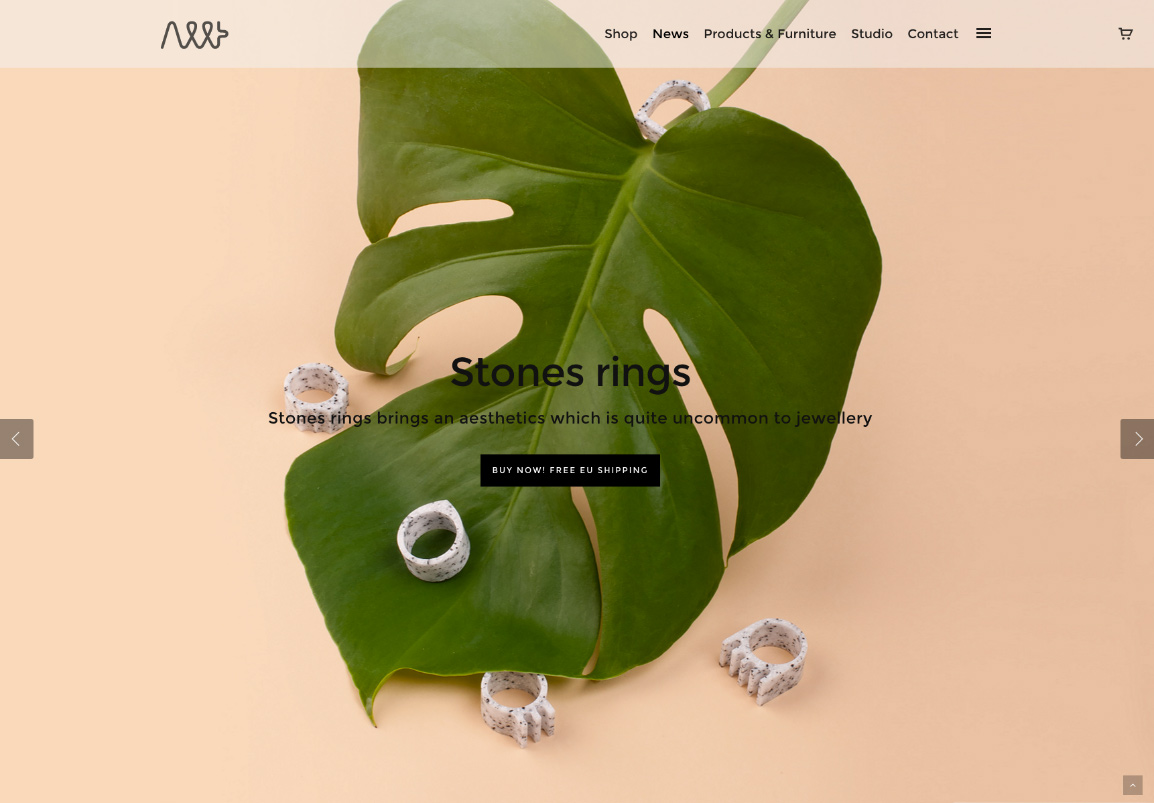 Shop
News
Products & Furniture
Studio
Contact
Stones rings
Stones rings brings an aesthetics which is quite uncommon to jewellery
BUY NOW! FREE EU SHIPPING